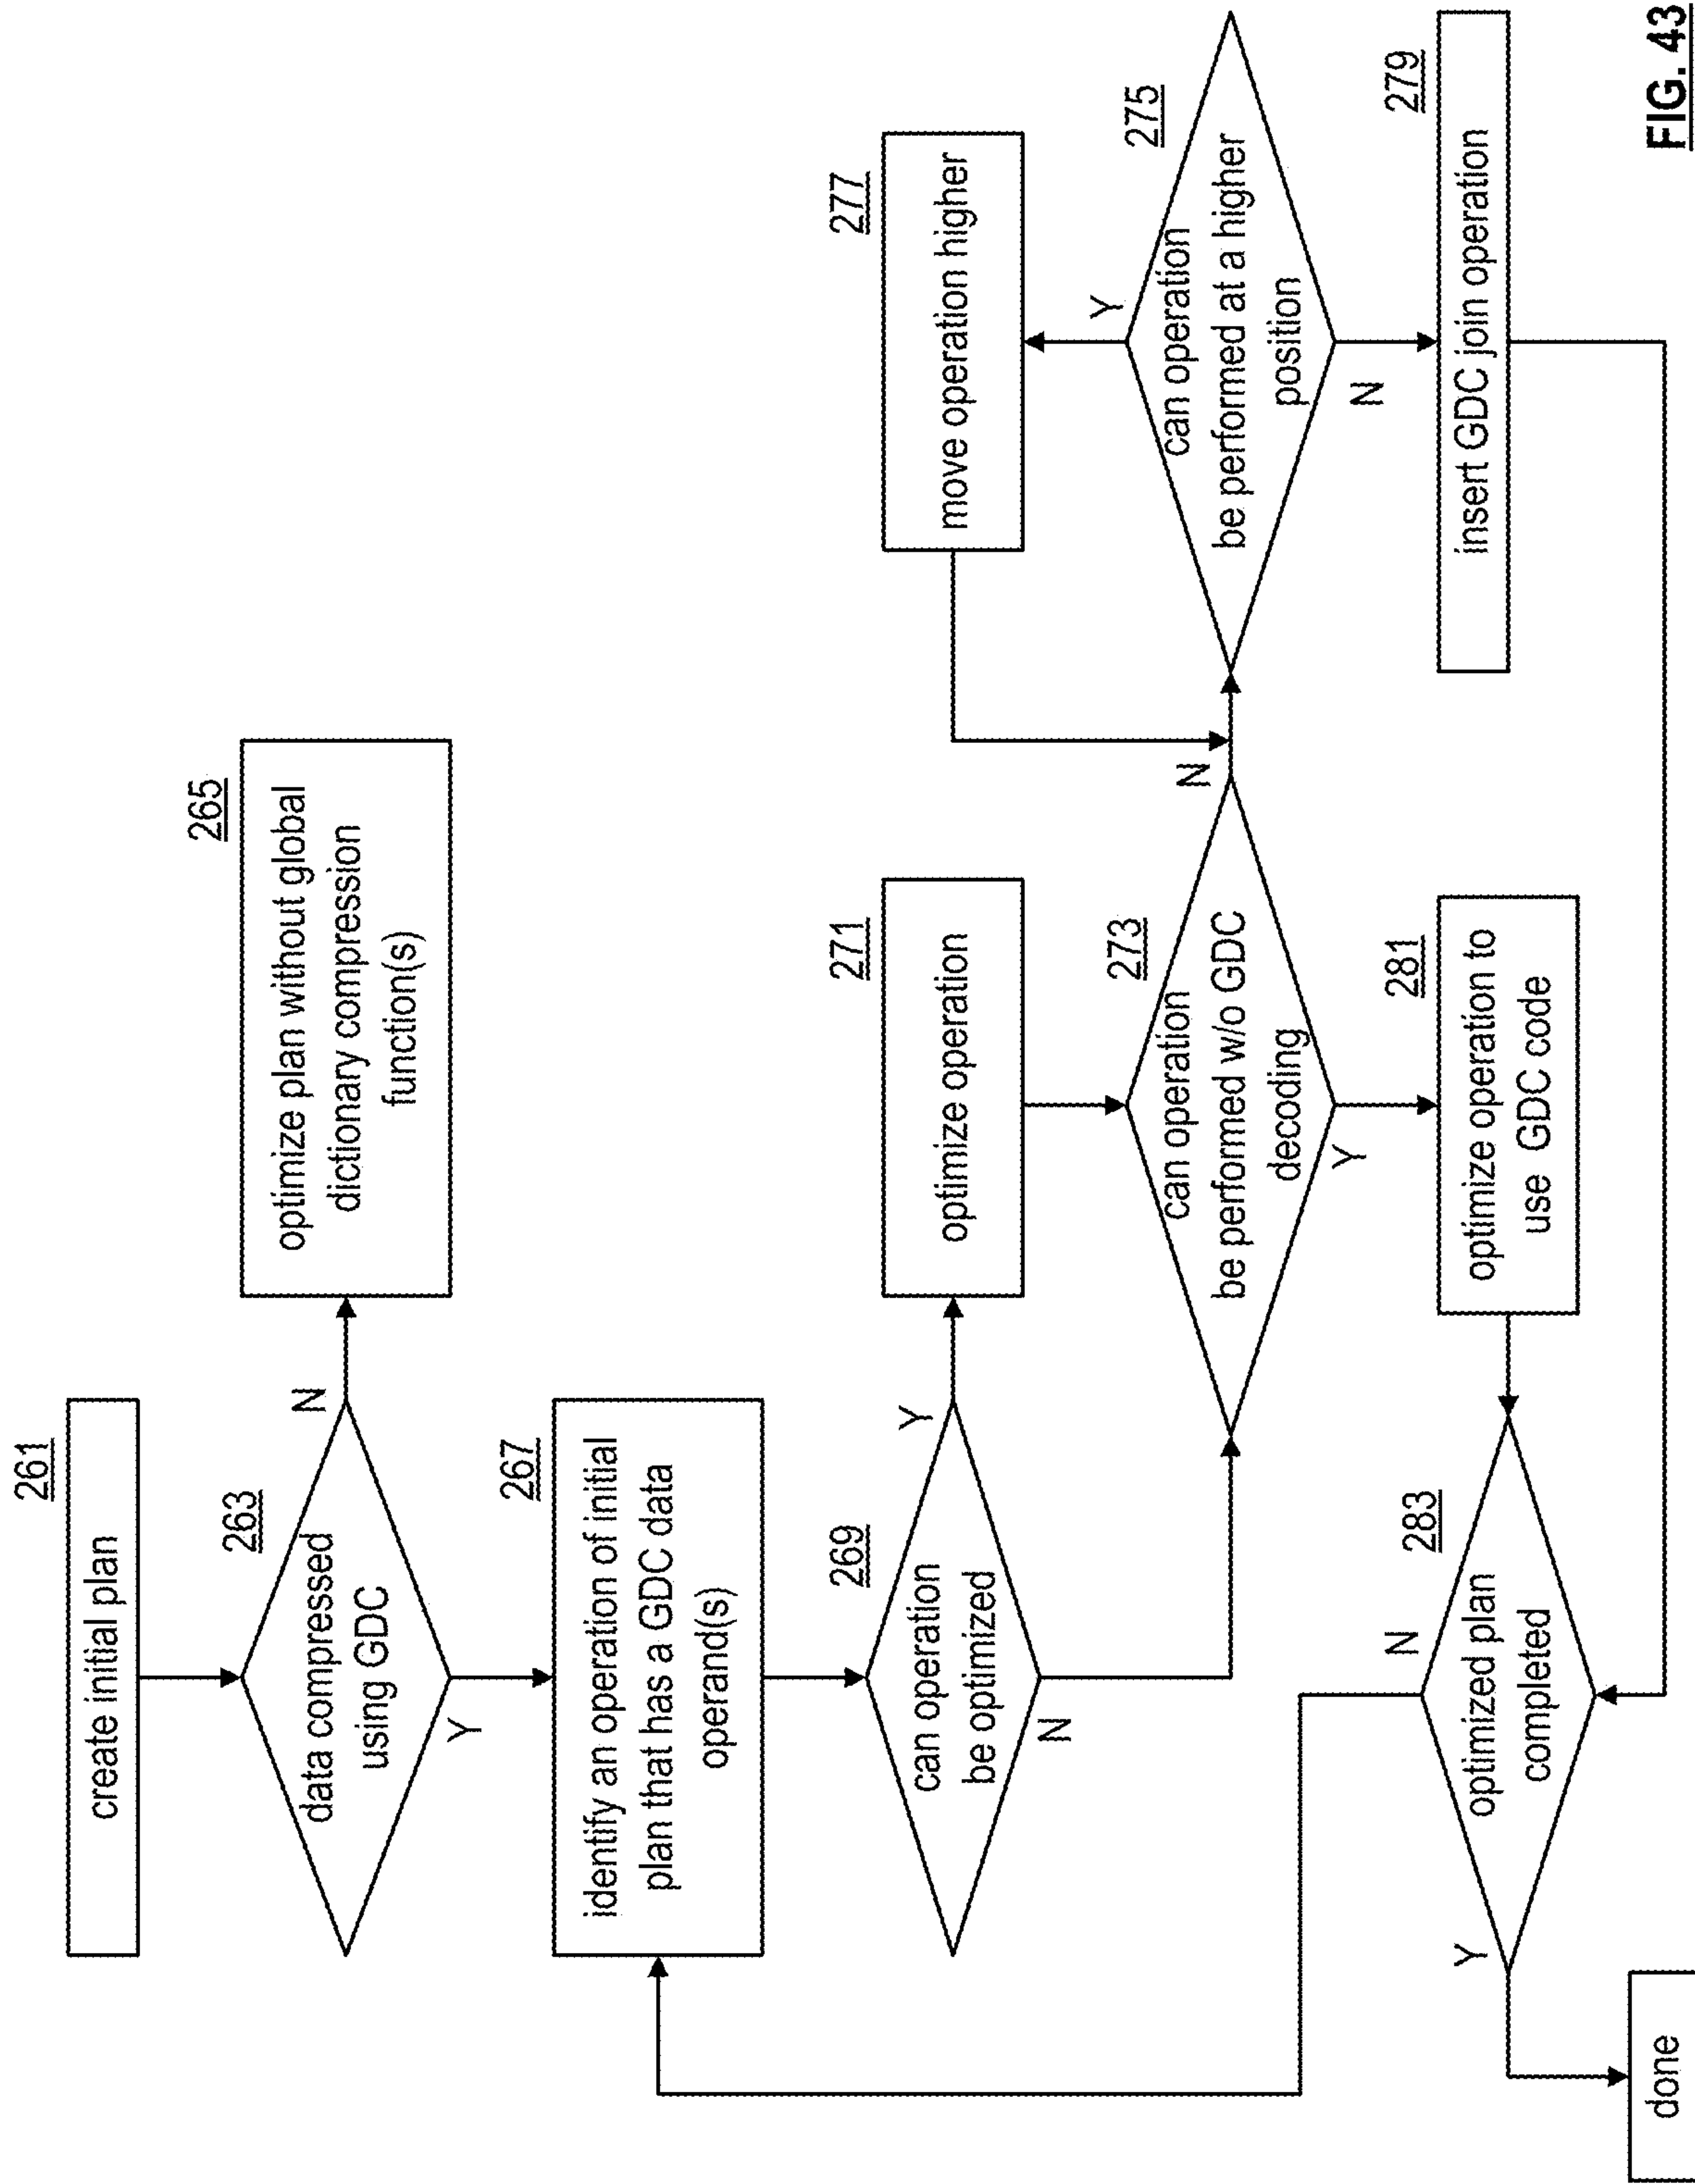 261
create initial plan
263
data compressed
using GDC
N
Y
265
optimize plan without global
dictionary compression
function(s)
267
identify an operation of initial
plan that has a GDC data
operand(s)
269
can operation
be optimized
Y
N
271
optimize operation
273
can operation
be performed w/o GDC
decoding
N
Y
277
move operation higher
275
Y
can operation
be performed at a higher
position
N
279
insert GDC join operation
281
optimize operation to
use GDC code
283
optimized plan
completed
N
Y
done
FIG. 43